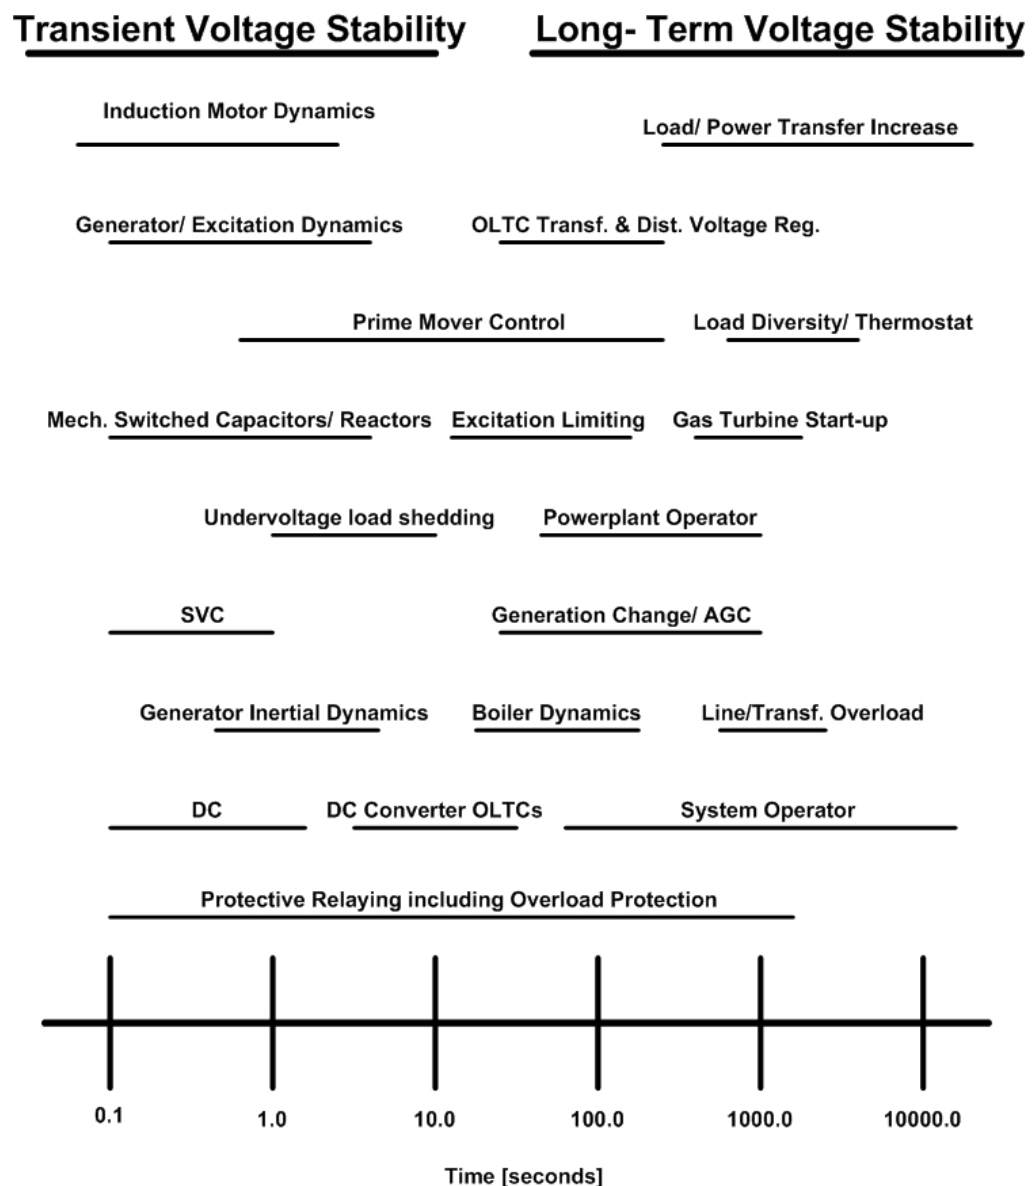 Transient Voltage Stability
Long- Term Voltage Stability
Induction Motor Dynamics
Load/ Power Transfer Increase
Generator/ Excitation Dynamics
OLTC Transf. & Dist. Voltage Reg.
Prime Mover Control
Load Diversity/ Thermostat
Mech. Switched Capacitors/ Reactors
Excitation Limiting
Gas Turbine Start-up
Undervoltage load shedding
Powerplant Operator
SVC
Generation Change/ AGC
Generator Inertial Dynamics
Boiler Dynamics
Line/Transf. Overload
DC
DC Converter OLTCs
System Operator
Protective Relaying including Overload Protection
0.1
1.0
10.0
100.0
1000.0
10000.0
Time [seconds]